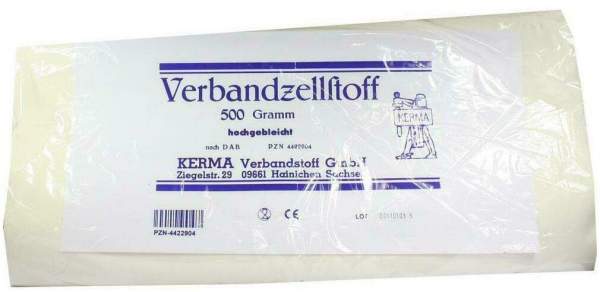 Verbandzellſtoff
500 Gramm
hochgebleicht
nach DAB PZN 4422904
KERMA Verbandstoff GmbH
Ziegelstr. 29 09661 Hainichen Sachsen
KERMA
CE
LOT
PZN-4422904